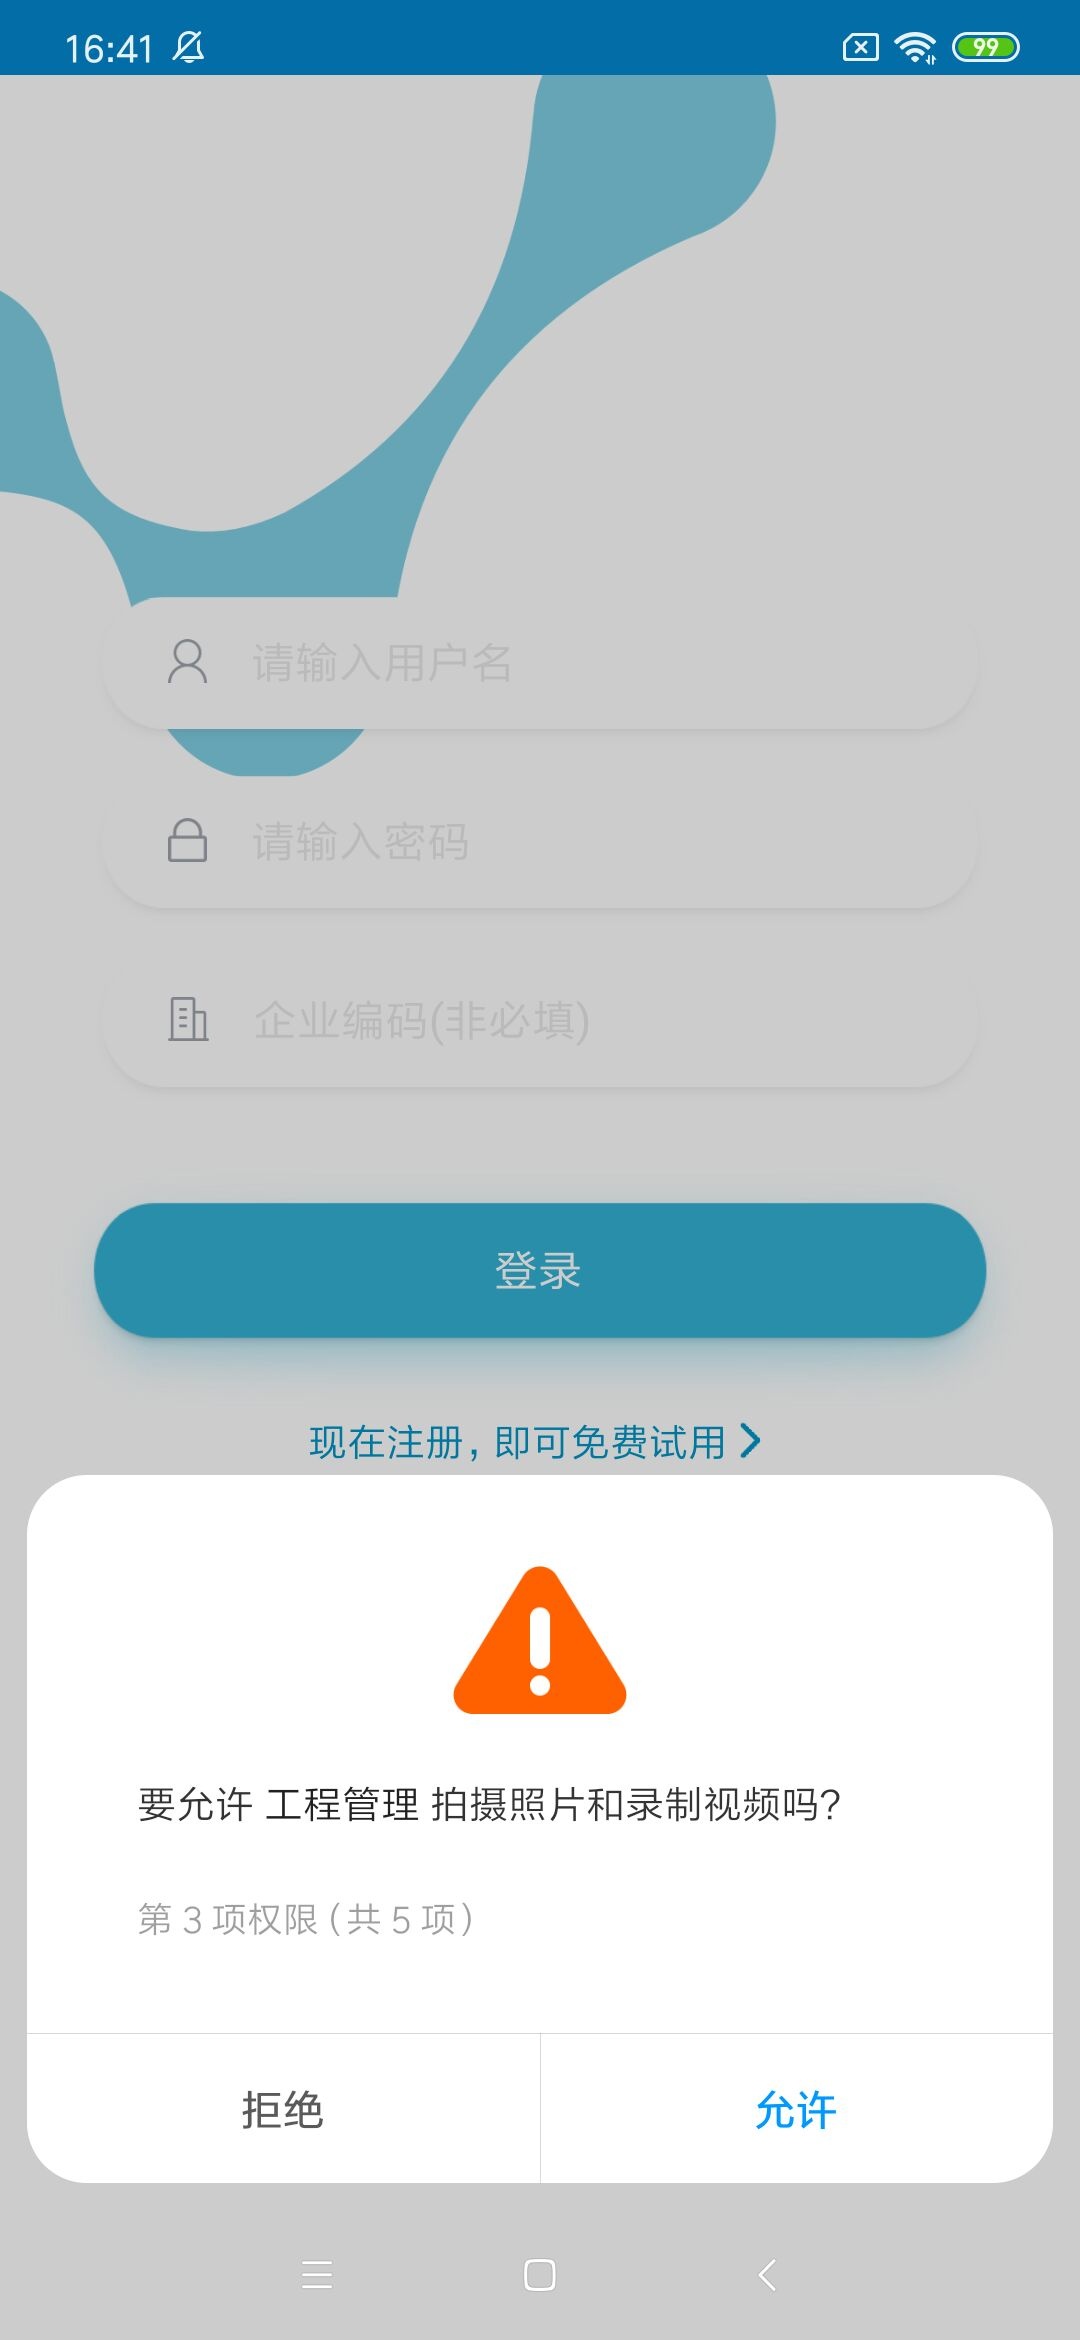 16:41
99
请输入用户名
请输入密码
企业编码(非必填)
登录
现在注册, 即可免费试用
要允许 工程管理 拍摄照片和录制视频吗?
第 3 项权限 (共 5 项)
拒绝
允许